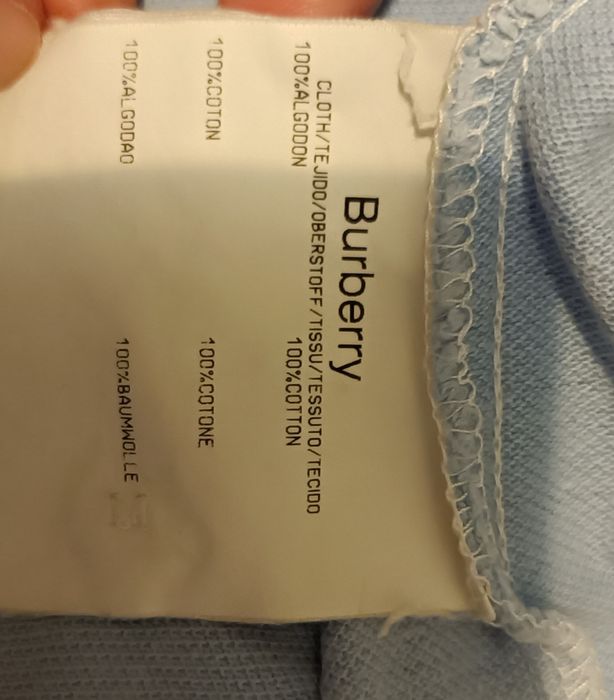 Burberry
CLOTH/TEJIDO/OBERSTOFF/TISSU/TESSUTO/TECIDO
100%ALGODON 100%COTTON
100%COTON 100%COTONE
100%ALGODAO 100%BAUMWOLLE